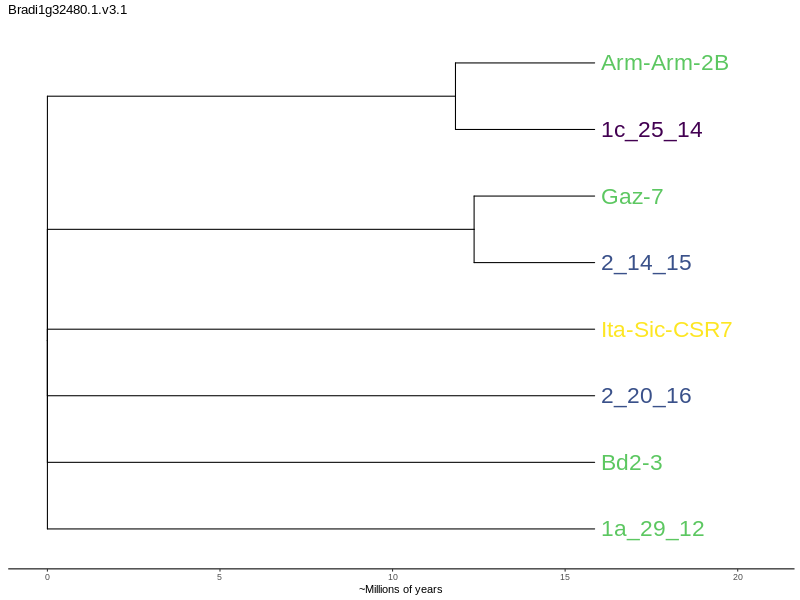 Bradi1g32480.1.v3.1
Arm-Arm-2B
1c_25_14
Gaz-7
2_14_15
Ita-Sic-CSR7
2_20_16
Bd2-3
1a_29_12
0 5 10 15 20
~Millions of years